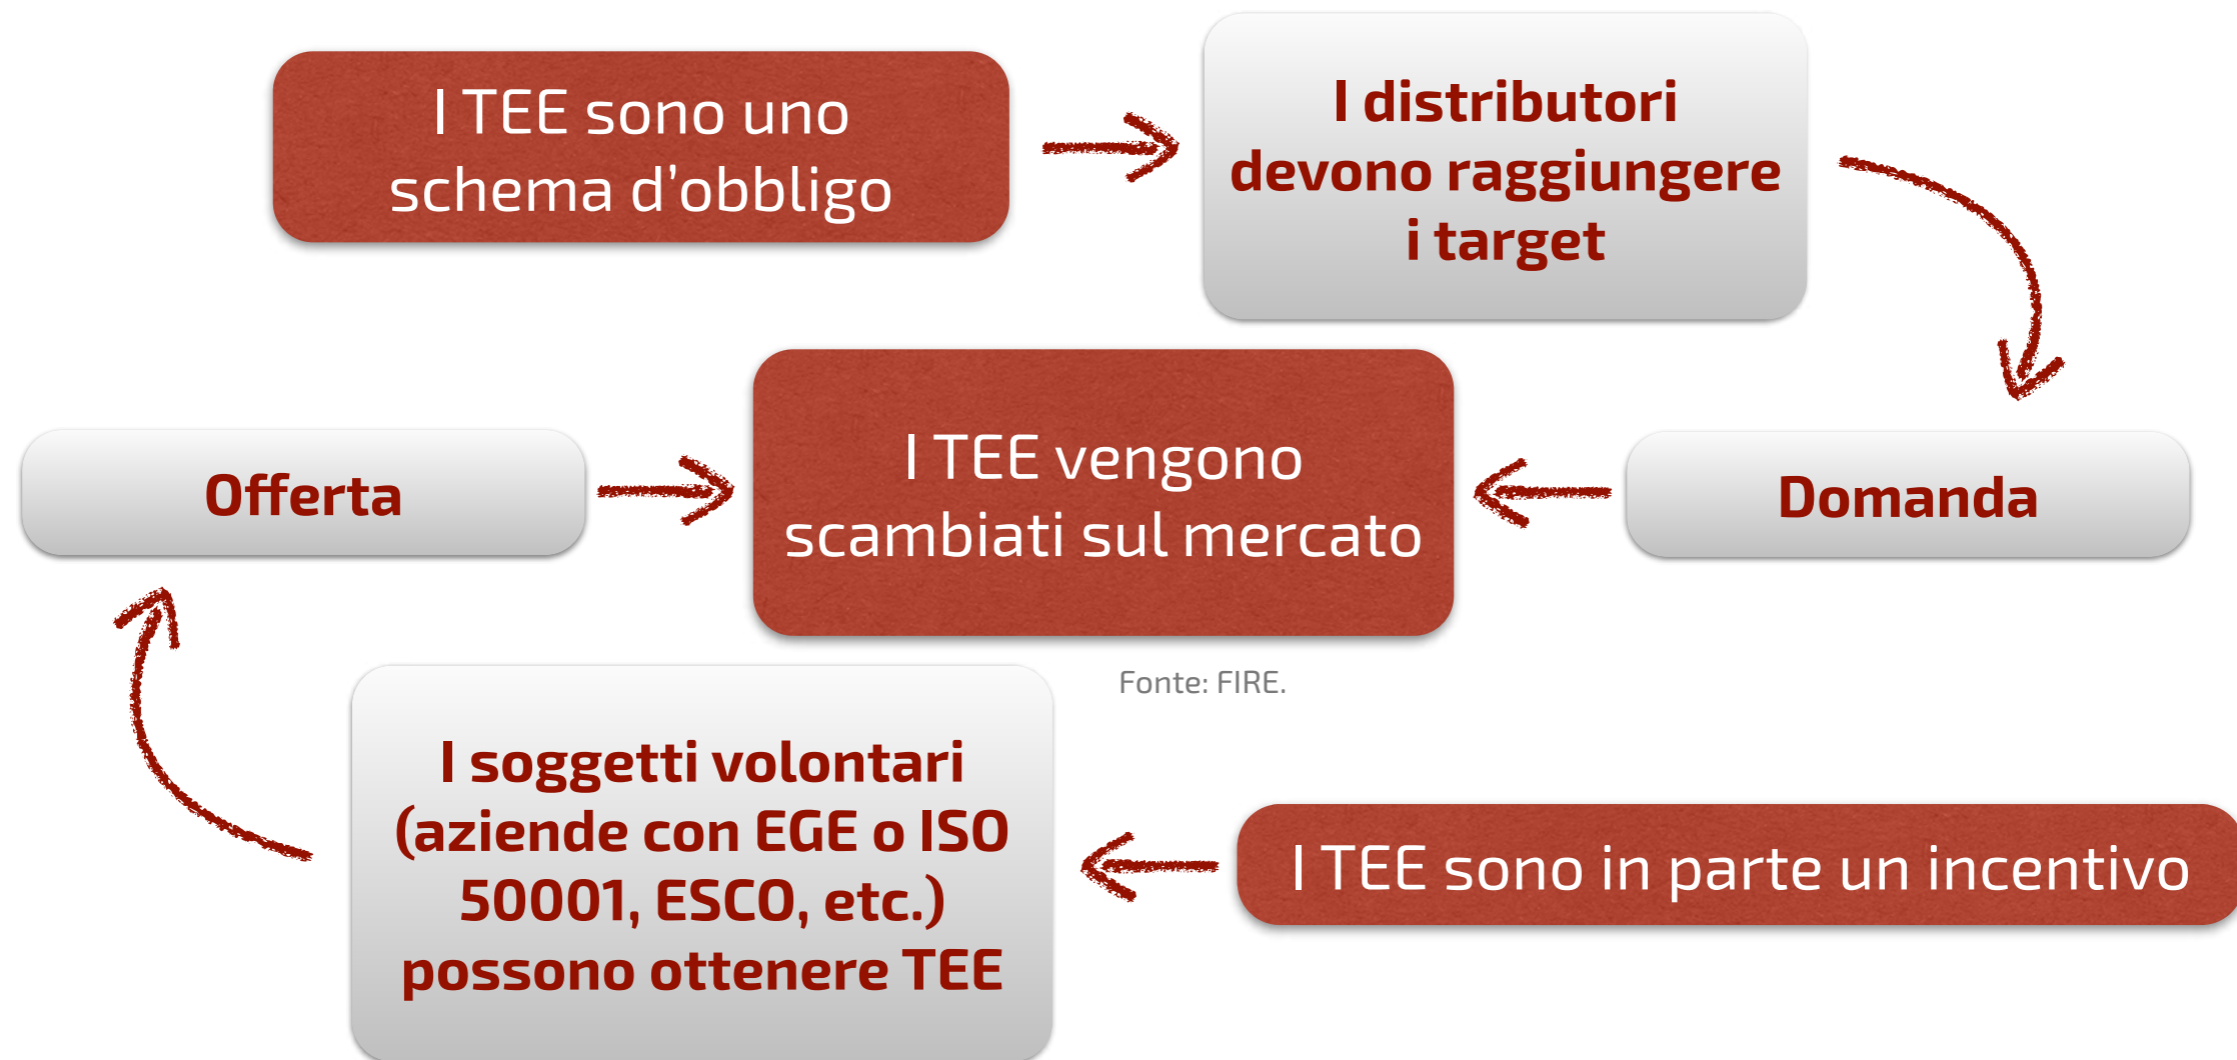 I TEE sono uno
schema d’obbligo
I distributori
devono raggiungere
i target
Offerta
I TEE vengono
scambiati sul mercato
Domanda
Fonte: FIRE.
I soggetti volontari
(aziende con EGE o ISO
50001, ESCO, etc.)
possono ottenere TEE
I TEE sono in parte un incentivo